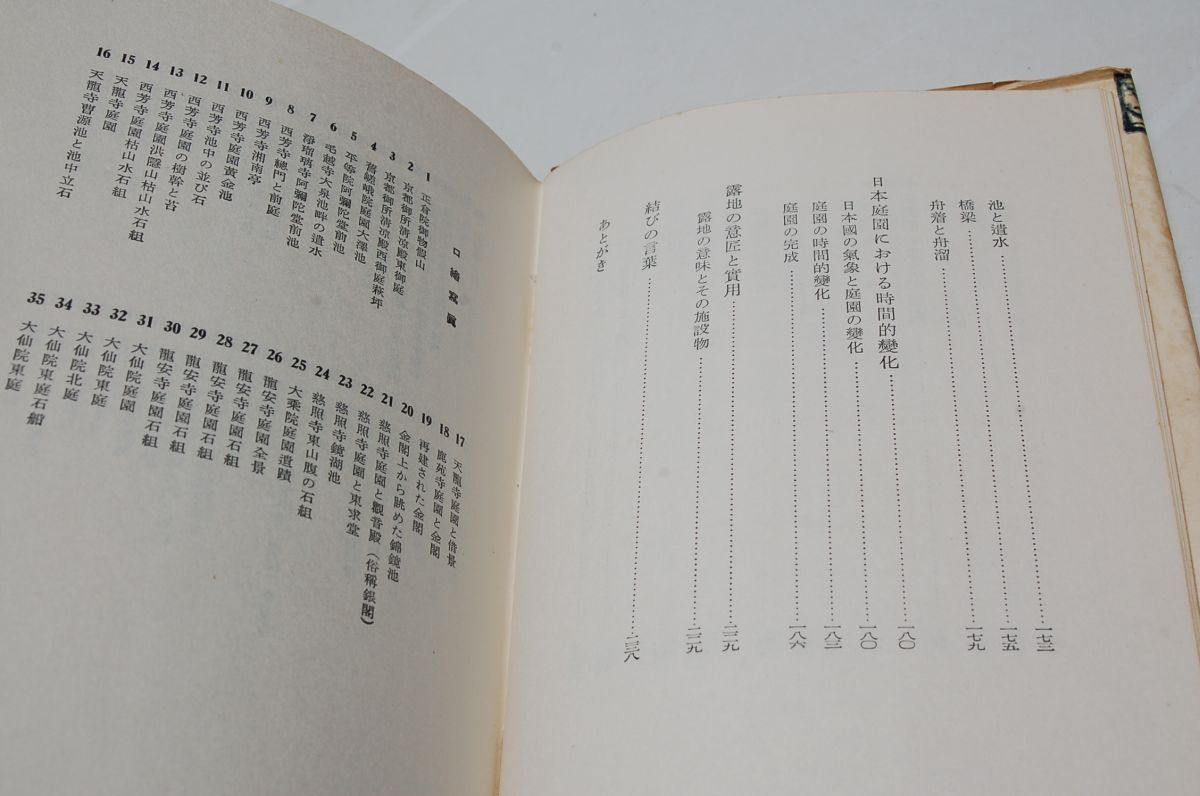 池と遣水……一七三
橋梁……一七五
舟着と舟溜……一七九
日本庭園における時間的變化……一八〇
日本國の氣象と庭園の變化……一八〇
庭園の時間的變化……一八三
庭園の完成……一八六
露地の意匠と實用……二二九
露地の意味とその施設物……二二九
結びの言葉……二三八
あとがき
口繪寫眞
1 正倉院御物假山
2 京都御所清涼殿東御庭
3 京都御所清涼殿西御庭萩坪
4 舊嵯峨院庭園大澤池
5 平等院阿彌陀堂前池
6 毛越寺大泉池畔の遣水
7 淨瑠璃寺阿彌陀堂前池
8 西芳寺總門と前庭
9 西芳寺湘南亭
10 西芳寺庭園黄金池
11 西芳寺池中の並び石
12 西芳寺庭園の樹幹と苔
13 西芳寺庭園洪隱山枯山水石組
14 西芳寺庭園枯山水石組
15 天龍寺庭園
16 天龍寺曹源池と池中立石
17 天龍寺庭園と借景
18 鹿苑寺庭園と金閣
19 再建された金閣
20 金閣上から眺めた錦鏡池
21 慈照寺庭園と觀音殿（俗稱銀閣）
22 慈照寺庭園と東求堂
23 慈照寺鏡湖池
24 慈照寺東山腹の石組
25 大乘院庭園遺蹟
26 龍安寺庭園全景
27 龍安寺庭園石組
28 龍安寺庭園石組
29 龍安寺庭園石組
30 龍安寺庭園石組
31 大仙院庭園
32 大仙院東庭
33 大仙院北庭
34 大仙院東庭石船
35 大仙院東庭